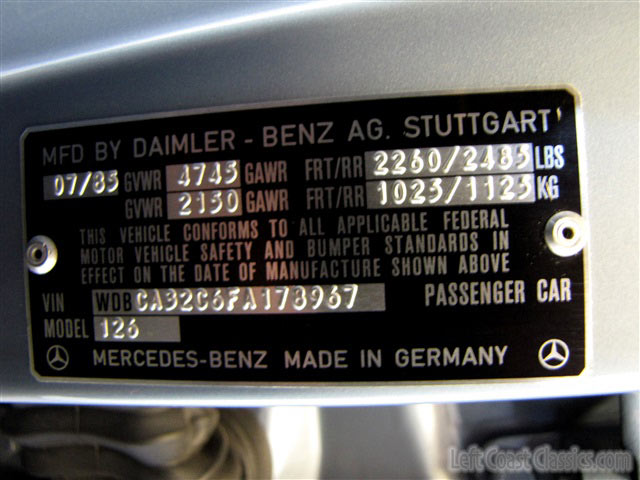 MFD BY DAIMLER - BENZ AG. STUTTGART
07/85 GVWR 4745 GAWR FRT/RR 2260/2485 LBS
GVWR 2150 GAWR FRT/RR 1025/1125 KG
THIS VEHICLE CONFORMS TO ALL APPLICABLE FEDERAL
MOTOR VEHICLE SAFETY AND BUMPER STANDARDS IN
EFFECT ON THE DATE OF MANUFACTURE SHOWN ABOVE
VIN WDBCA32C6FA178967 PASSENGER CAR
MODEL 126
MERCEDES-BENZ MADE IN GERMANY
Left Coast Classics.com